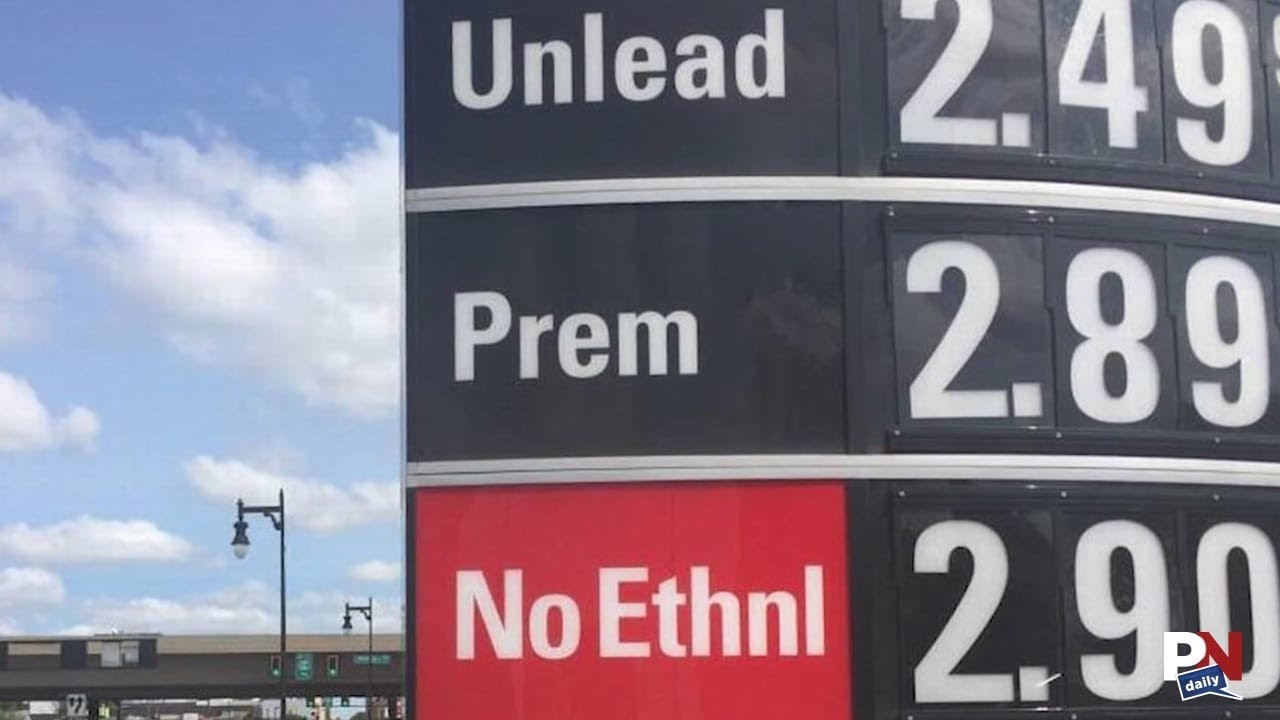 Unlead 2.49
Prem 2.89
No Ethnl 2.90
PN
daily